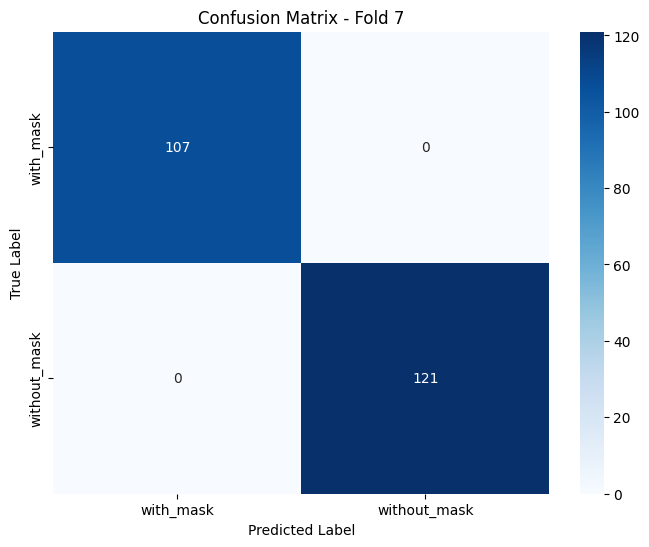 Confusion Matrix - Fold 7
True Label
with_mask
107
0
without_mask
0
121
with_mask
without_mask
Predicted Label
120
100
80
60
40
20
0